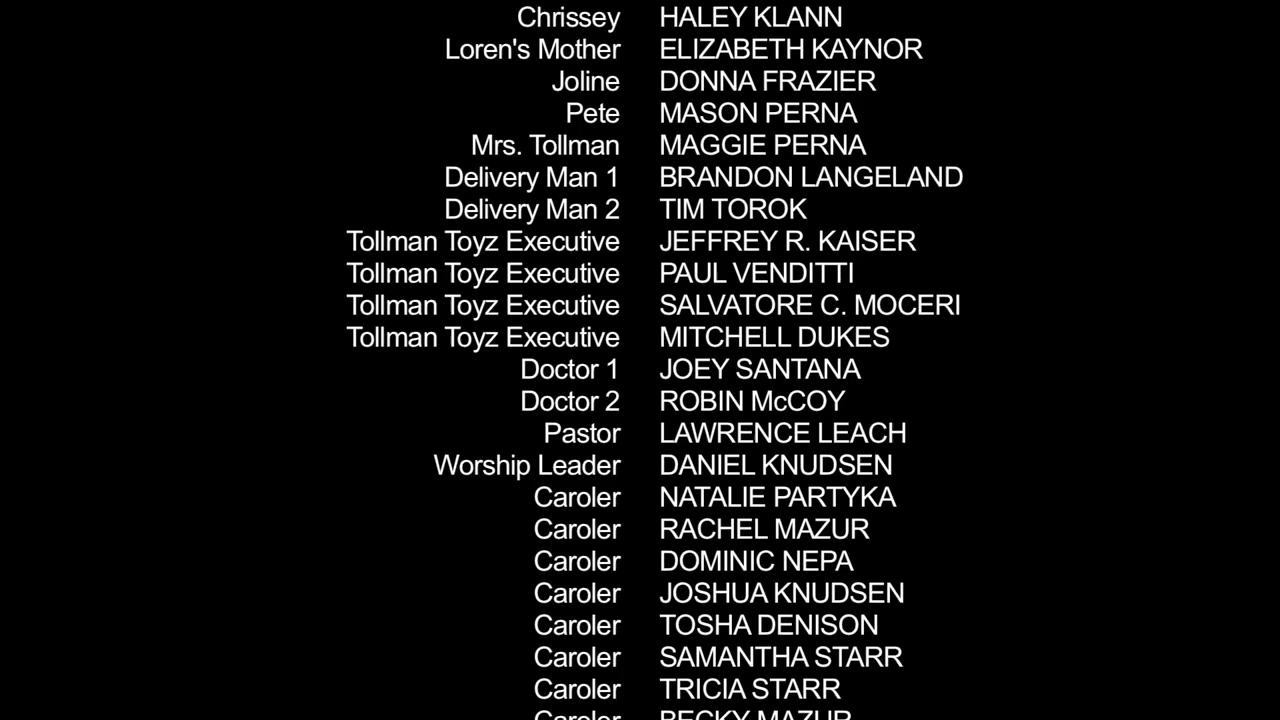 Chrissey HALEY KLANN
Loren's Mother ELIZABETH KAYNOR
Joline DONNA FRAZIER
Pete MASON PERNA
Mrs. Tollman MAGGIE PERNA
Delivery Man 1 BRANDON LANGELAND
Delivery Man 2 TIM TOROK
Tollman Toyz Executive JEFFREY R. KAISER
Tollman Toyz Executive PAUL VENDITTI
Tollman Toyz Executive SALVATORE C. MOCERI
Tollman Toyz Executive MITCHELL DUKES
Doctor 1 JOEY SANTANA
Doctor 2 ROBIN McCOY
Pastor LAWRENCE LEACH
Worship Leader DANIEL KNUDSEN
Caroler NATALIE PARTYKA
Caroler RACHEL MAZUR
Caroler DOMINIC NEPA
Caroler JOSHUA KNUDSEN
Caroler TOSHA DENISON
Caroler SAMANTHA STARR
Caroler TRICIA STARR
Caroler BECKY MAZUR